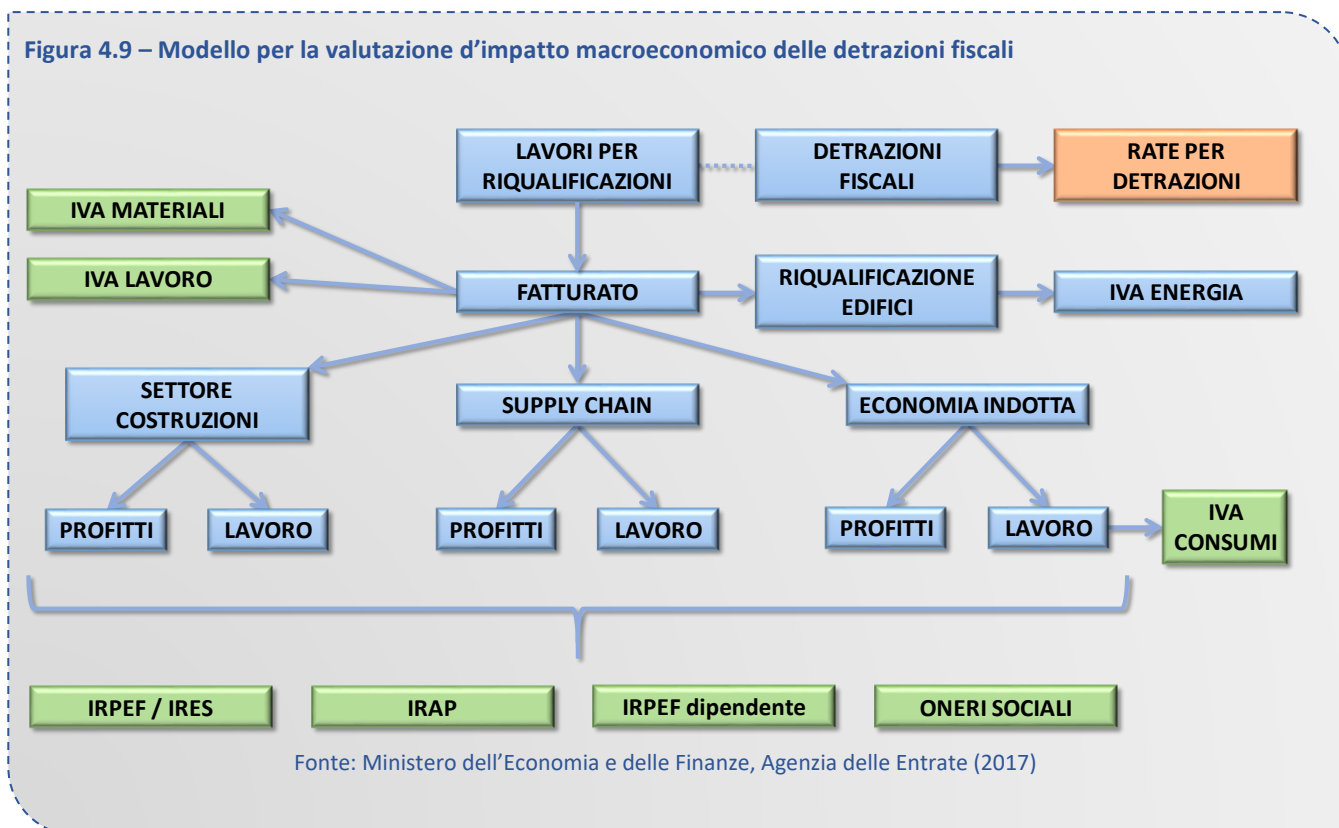 Figura 4.9 – Modello per la valutazione d'impatto macroeconomico delle detrazioni fiscali
LAVORI PER
RIQUALIFICAZIONI
DETRAZIONI
FISCALI
RATE PER
DETRAZIONI
IVA MATERIALI
IVA LAVORO
FATTURATO
RIQUALIFICAZIONE
EDIFICI
IVA ENERGIA
SETTORE
COSTRUZIONI
SUPPLY CHAIN
ECONOMIA INDOTTA
PROFITTI
LAVORO
PROFITTI
LAVORO
PROFITTI
LAVORO
IVA
CONSUMI
IRPEF / IRES
IRAP
IRPEF dipendente
ONERI SOCIALI
Fonte: Ministero dell'Economia e delle Finanze, Agenzia delle Entrate (2017)